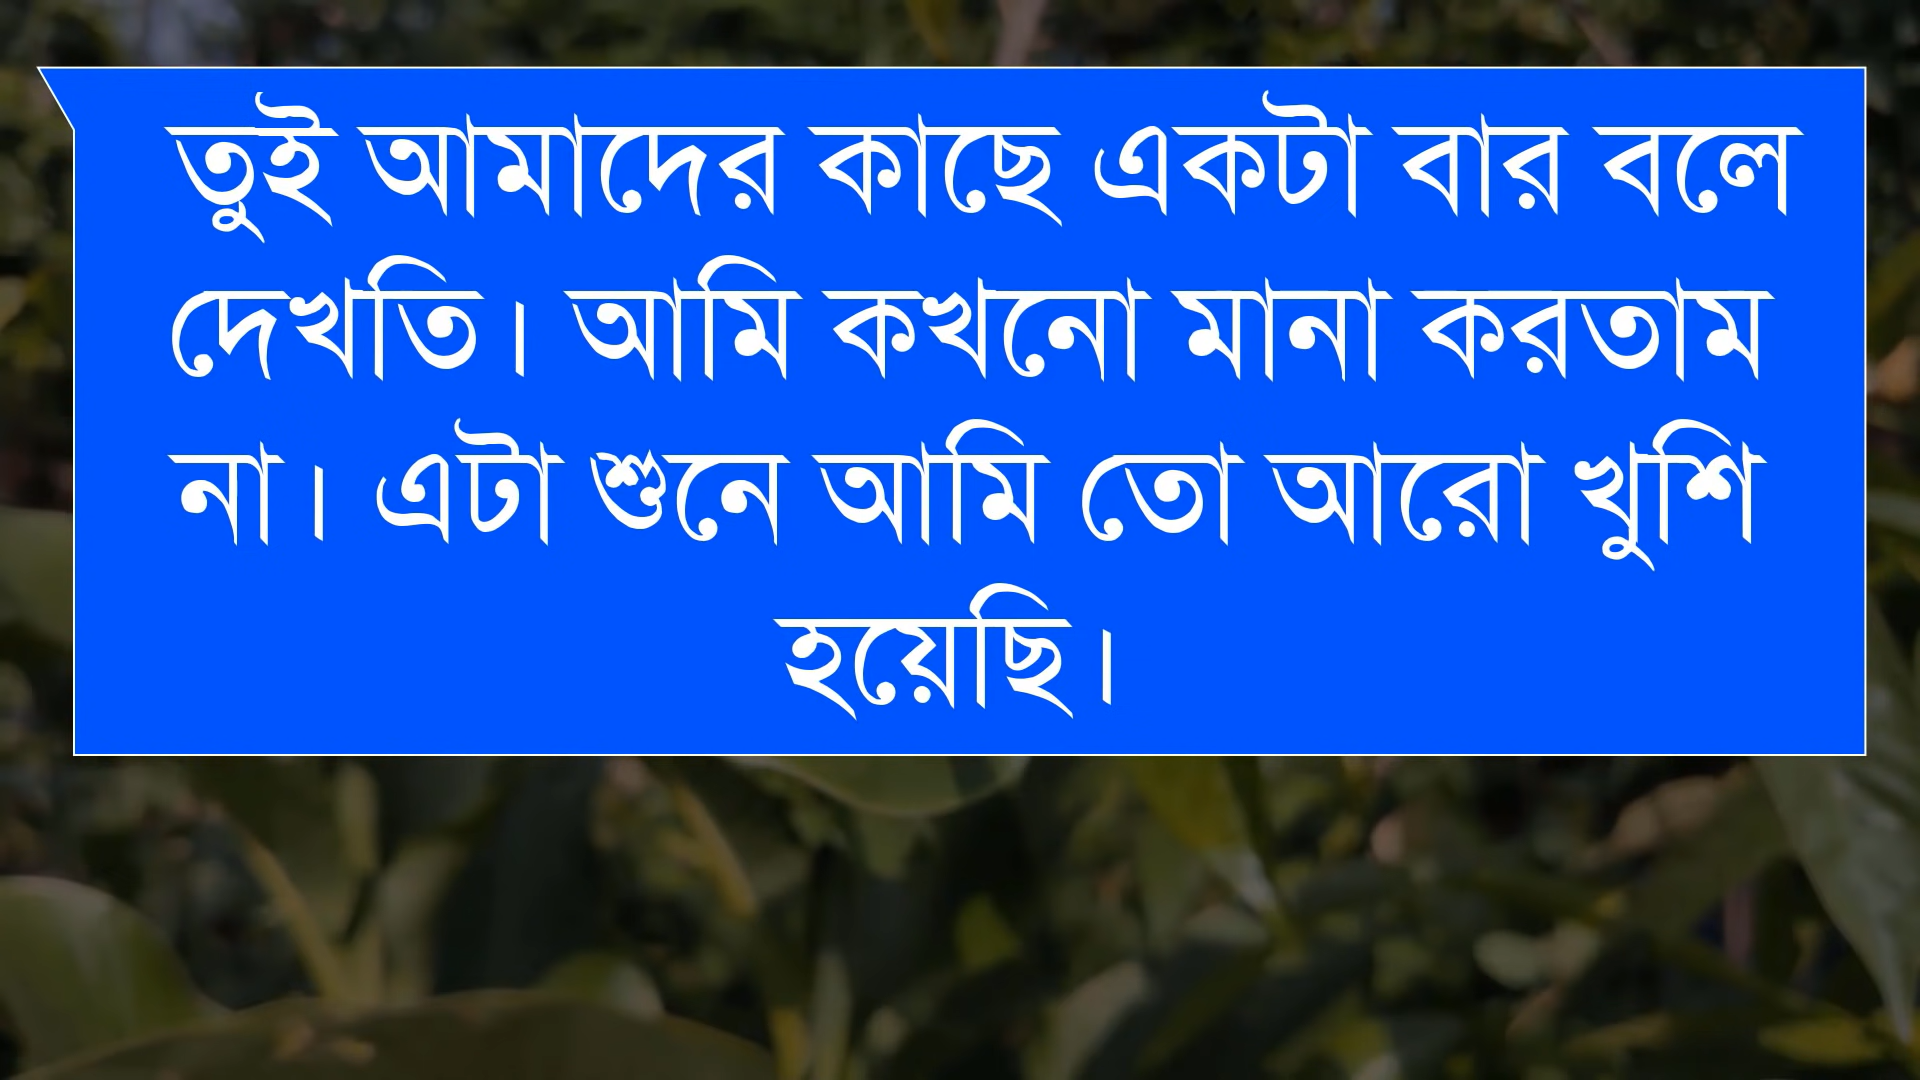 তুই আমাদের কাছে একটা বার বলে
দেখতি। আমি কখনো মানা করতাম
না। এটা শুনে আমি তো আরো খুশি
হয়েছি।